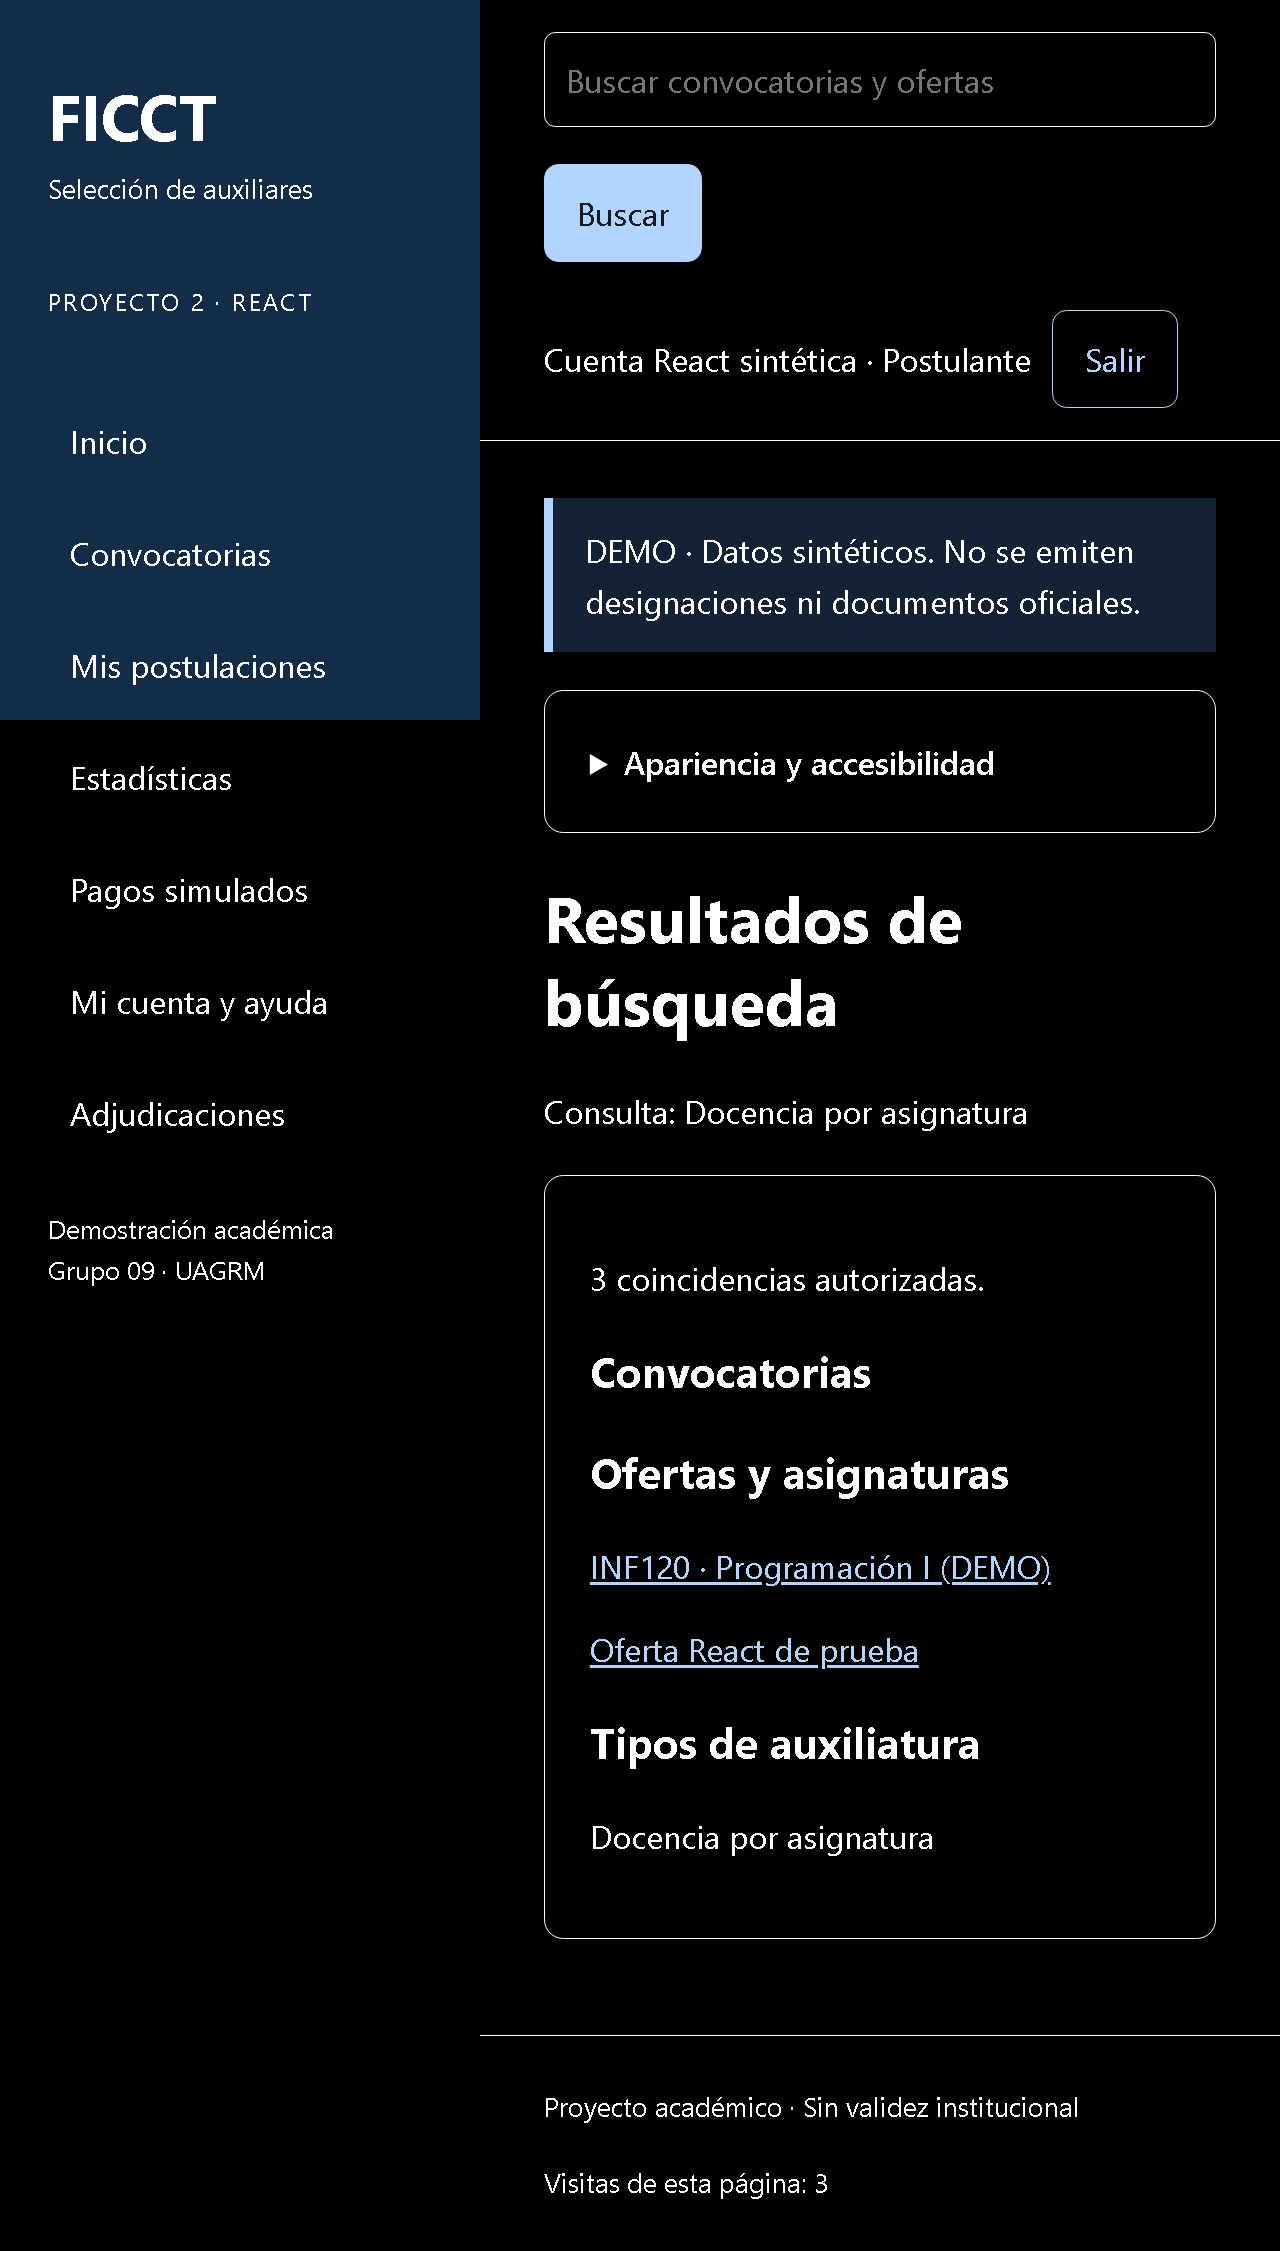 FICCT
Selección de auxiliares
PROYECTO 2 · REACT
Inicio
Convocatorias
Mis postulaciones
Estadísticas
Pagos simulados
Mi cuenta y ayuda
Adjudicaciones
Demostración académica
Grupo 09 · UAGRM
Buscar convocatorias y ofertas
Buscar
Cuenta React sintética · Postulante
Salir
DEMO · Datos sintéticos. No se emiten
designaciones ni documentos oficiales.
▶ Apariencia y accesibilidad
Resultados de
búsqueda
Consulta: Docencia por asignatura
3 coincidencias autorizadas.
Convocatorias
Ofertas y asignaturas
INF120 · Programación I (DEMO)
Oferta React de prueba
Tipos de auxiliatura
Docencia por asignatura
Proyecto académico · Sin validez institucional
Visitas de esta página: 3